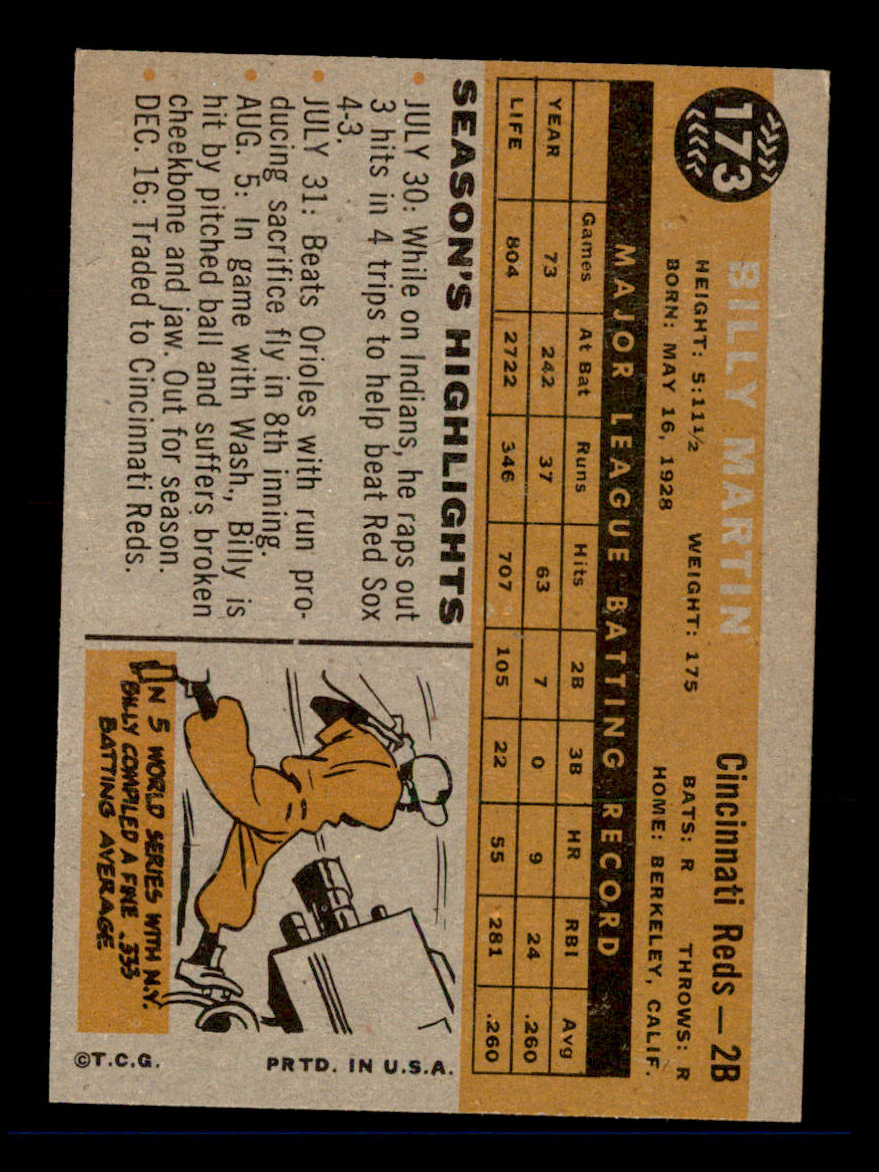 173
BILLY MARTIN
Cincinnati Reds — 2B
HEIGHT: 5:11½ WEIGHT: 175 BATS: R THROWS: R
BORN: MAY 16, 1928 HOME: BERKELEY, CALIF.
MAJOR LEAGUE BATTING RECORD
Games At Bat Runs Hits 2B 3B HR RBI Avg
YEAR 73 242 37 63 7 0 9 24 .260
LIFE 804 2722 346 707 105 22 55 281 .260
SEASON'S HIGHLIGHTS
• JULY 30: While on Indians, he raps out
3 hits in 4 trips to help beat Red Sox
4-3.
• JULY 31: Beats Orioles with run pro-
ducing sacrifice fly in 8th inning.
• AUG. 5: In game with Wash., Billy is
hit by pitched ball and suffers broken
cheekbone and jaw. Out for season.
• DEC. 16: Traded to Cincinnati Reds.
IN 5 WORLD SERIES WITH N.Y.
BILLY COMPILED A FINE .333
BATTING AVERAGE
©T.C.G. PRTD. IN U.S.A.